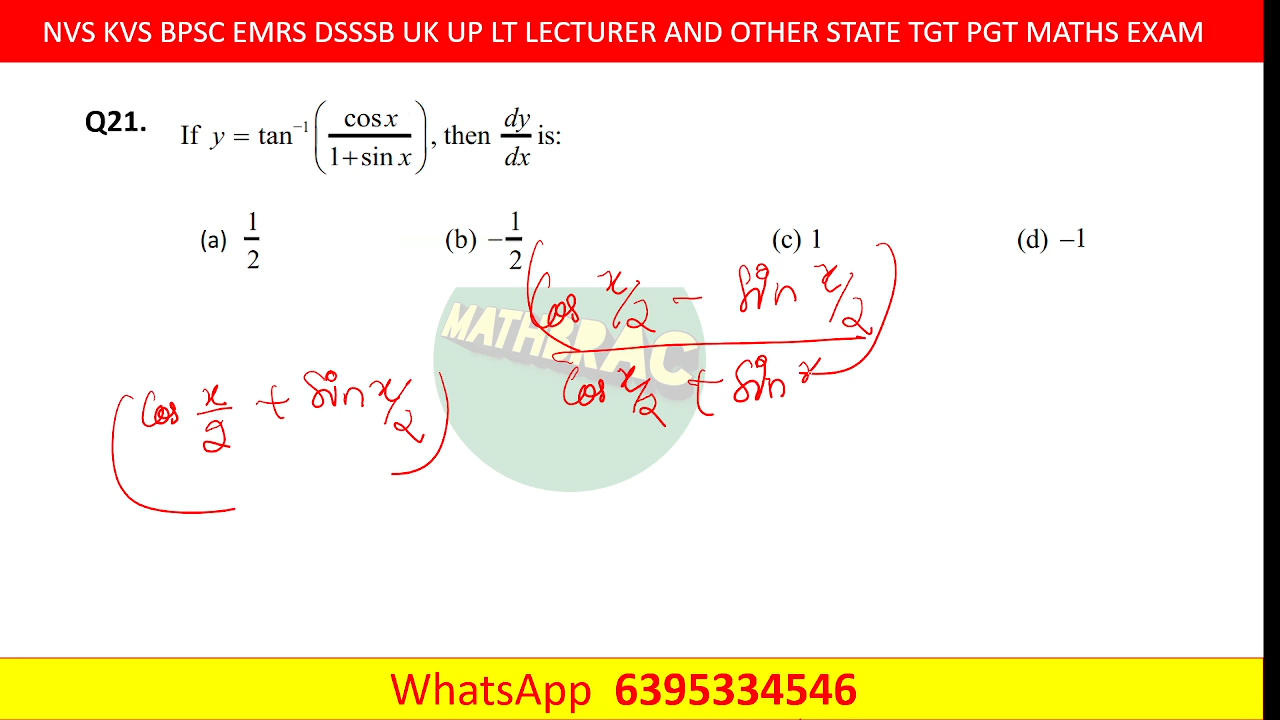 NVS KVS BPSC EMRS DSSSB UK UP LT LECTURER AND OTHER STATE TGT PGT MATHS EXAM
Q21. If y = tan⁻¹(cos x / 1+sin x), then dy/dx is:
(a) 1/2 (b) −1/2 (c) 1 (d) −1
(cos x/2 − sin x/2)
cos x/2 + sin x
(cos x/2 + sin x/2)
MATHBRAC
WhatsApp 6395334546